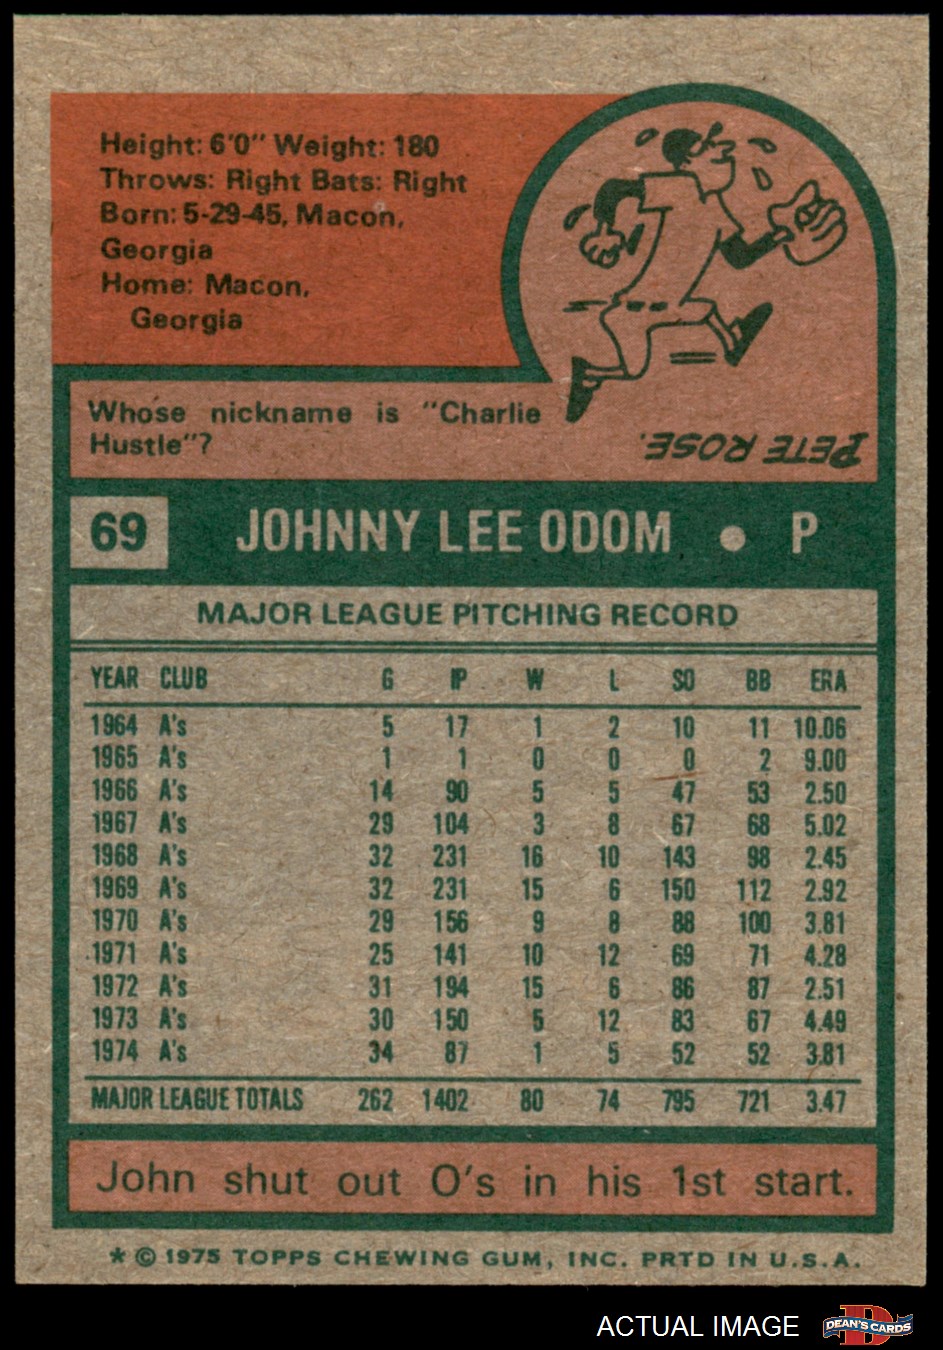 Height: 6'0" Weight: 180
Throws: Right Bats: Right
Born: 5-29-45, Macon,
Georgia
Home: Macon,
Georgia
Whose nickname is "Charlie
Hustle"?
PETE ROSE.
69 JOHNNY LEE ODOM • P
MAJOR LEAGUE PITCHING RECORD
YEAR CLUB G IP W L SO BB ERA
1964 A's 5 17 1 2 10 11 10.06
1965 A's 1 1 0 0 0 2 9.00
1966 A's 14 90 5 5 47 53 2.50
1967 A's 29 104 3 8 67 68 5.02
1968 A's 32 231 16 10 143 98 2.45
1969 A's 32 231 15 6 150 112 2.92
1970 A's 29 156 9 8 88 100 3.81
1971 A's 25 141 10 12 69 71 4.28
1972 A's 31 194 15 6 86 87 2.51
1973 A's 30 150 5 12 83 67 4.49
1974 A's 34 87 1 5 52 52 3.81
MAJOR LEAGUE TOTALS 262 1402 80 74 795 721 3.47
John shut out O's in his 1st start.
* © 1975 TOPPS CHEWING GUM, INC. PRTD IN U.S.A.
ACTUAL IMAGE D DEAN'S CARDS